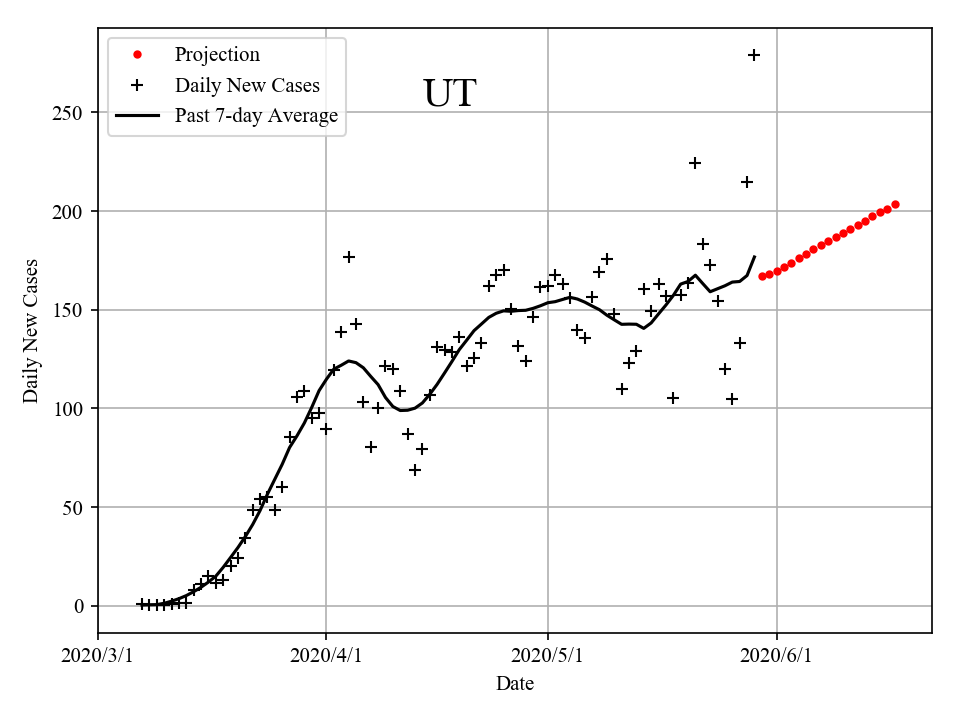 Projection
Daily New Cases
Past 7-day Average
UT
250
200
150
100
50
0
Daily New Cases
2020/3/1 2020/4/1 2020/5/1 2020/6/1
Date